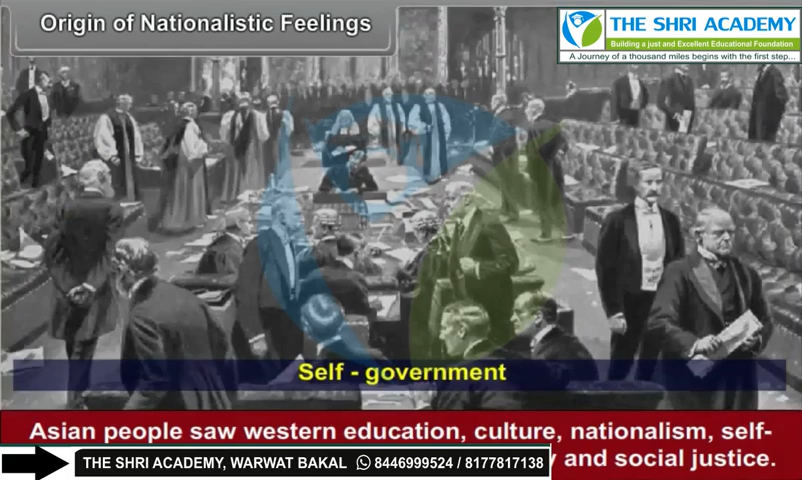 Origin of Nationalistic Feelings
THE SHRI ACADEMY
Building a just and Excellent Educational Foundation
A Journey of a thousand miles begins with the first step...
Self - government
Asian people saw western education, culture, nationalism, self-
and social justice.
THE SHRI ACADEMY, WARWAT BAKAL 8446999524 / 8177817138